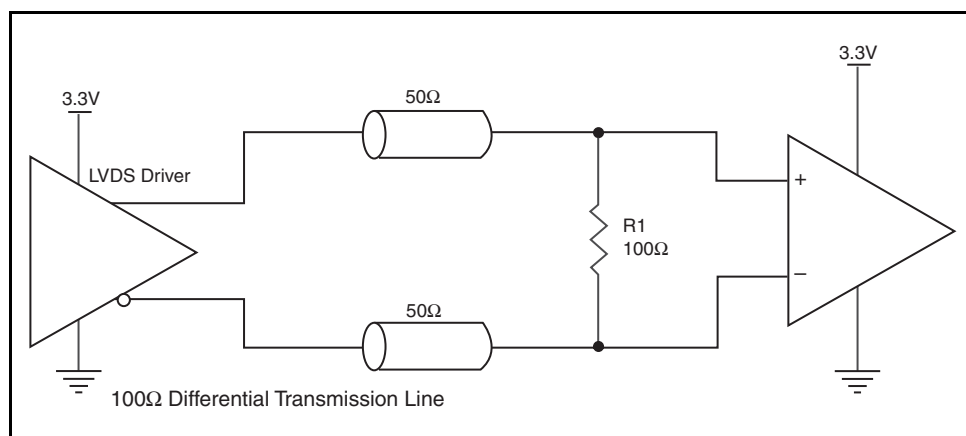 3.3V
3.3V
50Ω
LVDS Driver
+
R1
100Ω
−
50Ω
100Ω Differential Transmission Line